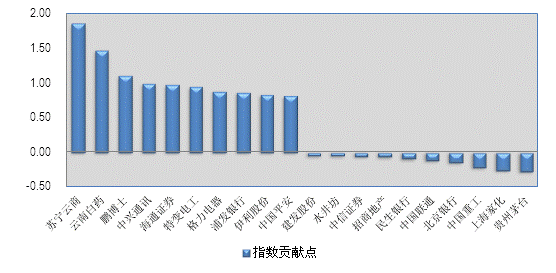 2.00
1.50
1.00
0.50
0.00
-0.50
苏宁云商
云南白药
鹏博士
中兴通讯
海通证券
特变电工
格力电器
浦发银行
伊利股份
中国平安
建发股份
水井坊
中信证券
招商地产
民生银行
中国联通
北京银行
中国重工
上海家化
贵州茅台
指数贡献点